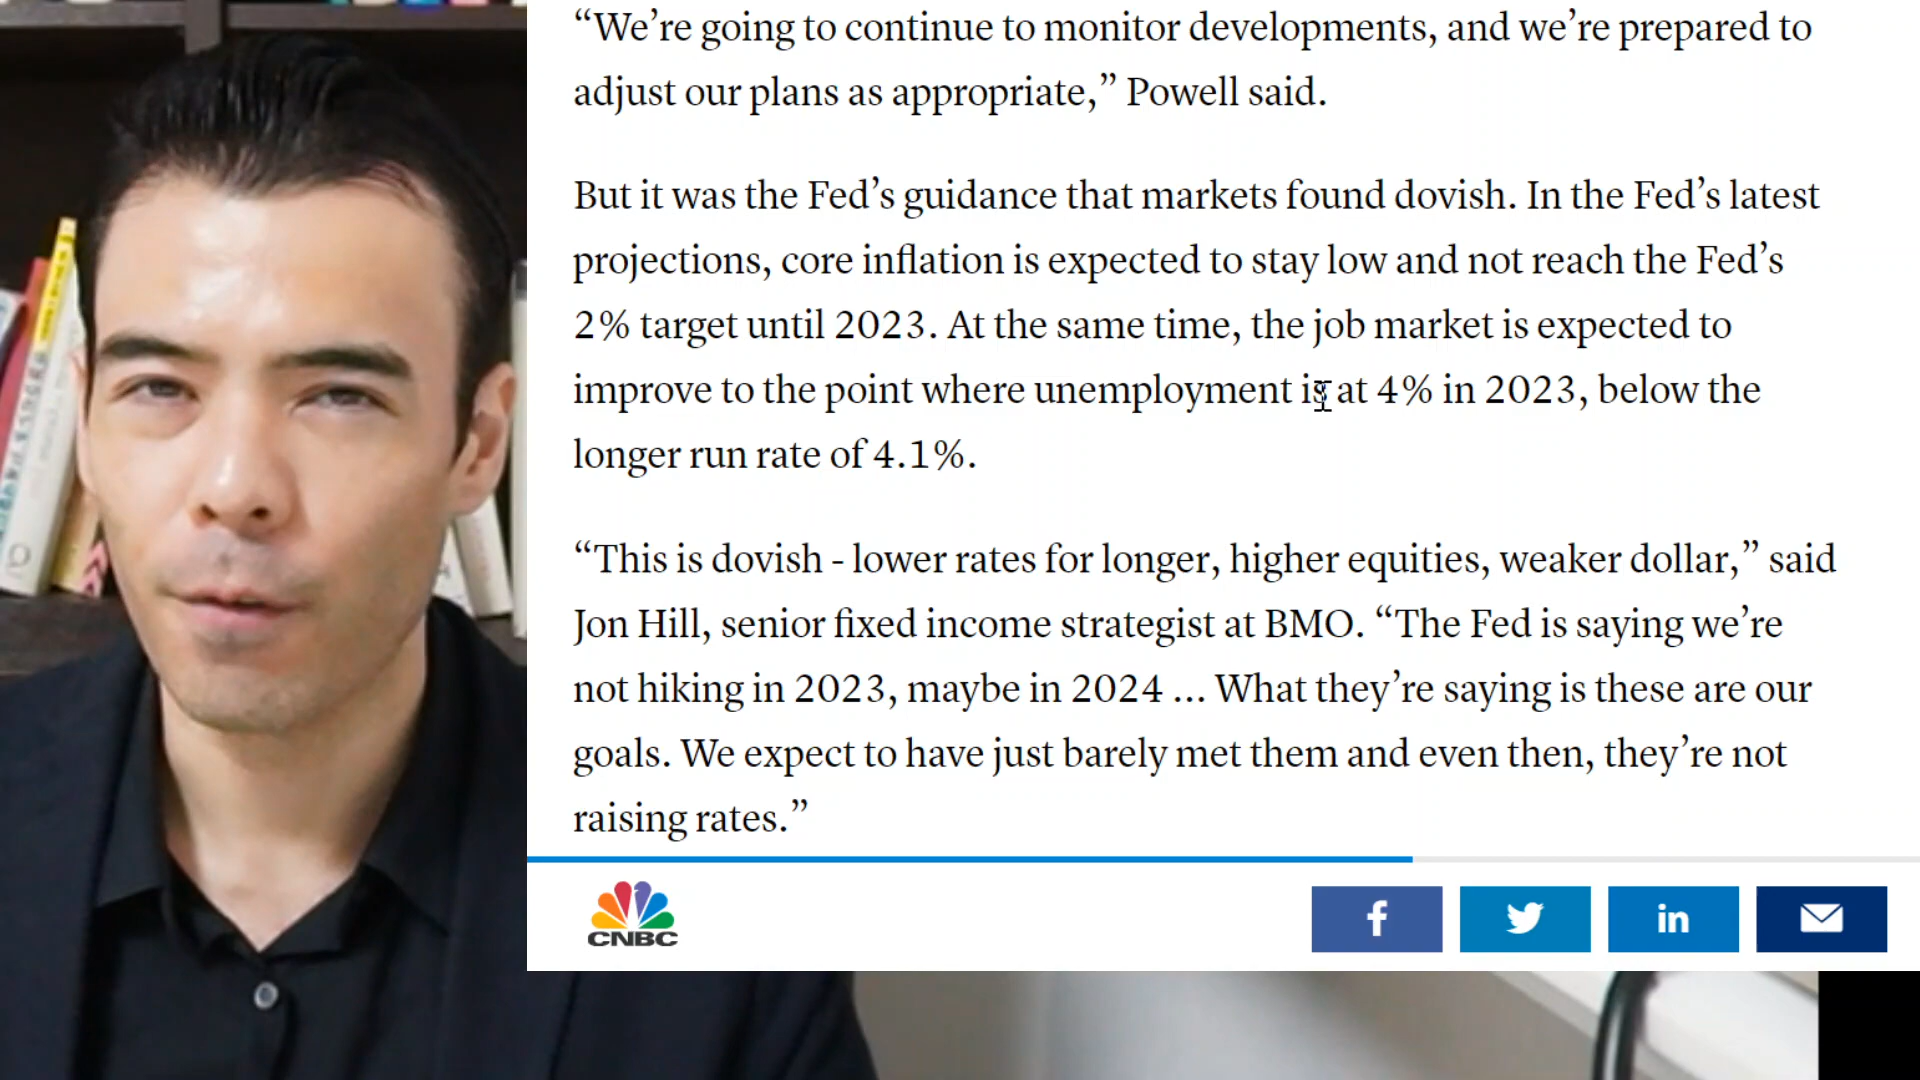 “We’re going to continue to monitor developments, and we’re prepared to
adjust our plans as appropriate,” Powell said.
But it was the Fed’s guidance that markets found dovish. In the Fed’s latest
projections, core inflation is expected to stay low and not reach the Fed’s
2% target until 2023. At the same time, the job market is expected to
improve to the point where unemployment is at 4% in 2023, below the
longer run rate of 4.1%.
“This is dovish - lower rates for longer, higher equities, weaker dollar,” said
Jon Hill, senior fixed income strategist at BMO. “The Fed is saying we’re
not hiking in 2023, maybe in 2024 ... What they’re saying is these are our
goals. We expect to have just barely met them and even then, they’re not
raising rates.”
CNBC
f
in